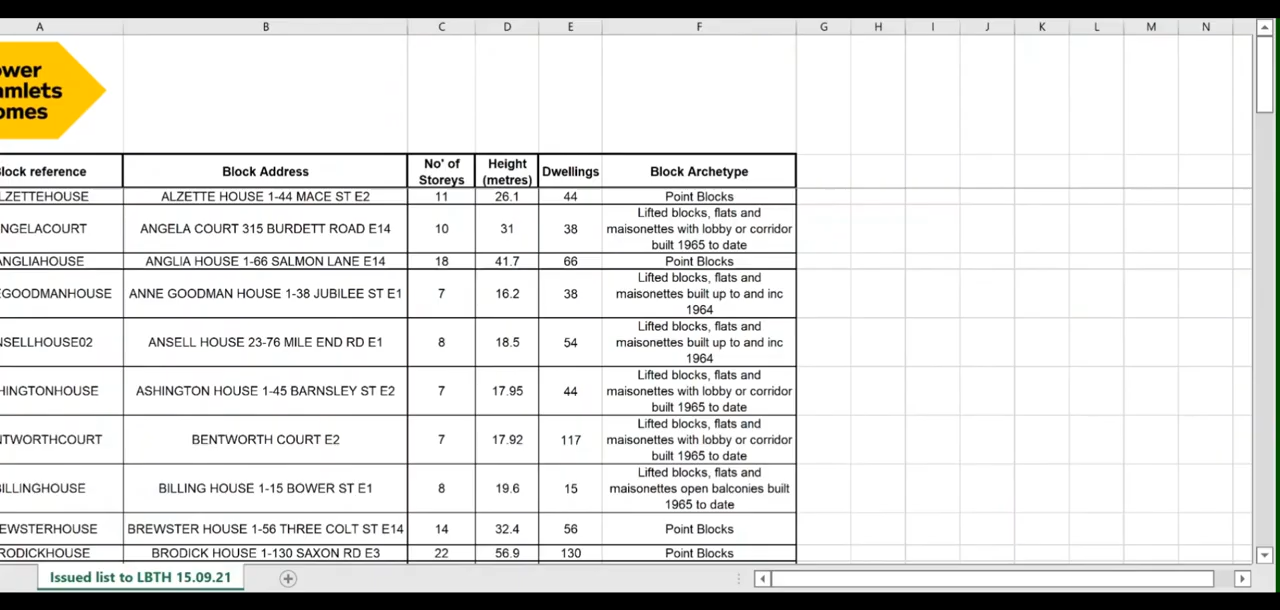 A B C D E F G H I J K L M N
ower
amlets
omes
lock reference Block Address No' of Storeys Height (metres) Dwellings Block Archetype
LZETTEHOUSE ALZETTE HOUSE 1-44 MACE ST E2 11 26.1 44 Point Blocks
NGELACOURT ANGELA COURT 315 BURDETT ROAD E14 10 31 38 Lifted blocks, flats and
maisonettes with lobby or corridor
built 1965 to date
ANGLIAHOUSE ANGLIA HOUSE 1-66 SALMON LANE E14 18 41.7 66 Point Blocks
EGOODMANHOUSE ANNE GOODMAN HOUSE 1-38 JUBILEE ST E1 7 16.2 38 Lifted blocks, flats and
maisonettes built up to and inc
1964
NSELLHOUSE02 ANSELL HOUSE 23-76 MILE END RD E1 8 18.5 54 Lifted blocks, flats and
maisonettes built up to and inc
1964
HINGTONHOUSE ASHINGTON HOUSE 1-45 BARNSLEY ST E2 7 17.95 44 Lifted blocks, flats and
maisonettes with lobby or corridor
built 1965 to date
NTWORTHCOURT BENTWORTH COURT E2 7 17.92 117 Lifted blocks, flats and
maisonettes with lobby or corridor
built 1965 to date
ILLINGHOUSE BILLING HOUSE 1-15 BOWER ST E1 8 19.6 15 Lifted blocks, flats and
maisonettes open balconies built
1965 to date
EWSTERHOUSE BREWSTER HOUSE 1-56 THREE COLT ST E14 14 32.4 56 Point Blocks
RODICKHOUSE BRODICK HOUSE 1-130 SAXON RD E3 22 56.9 130 Point Blocks
Issued list to LBTH 15.09.21